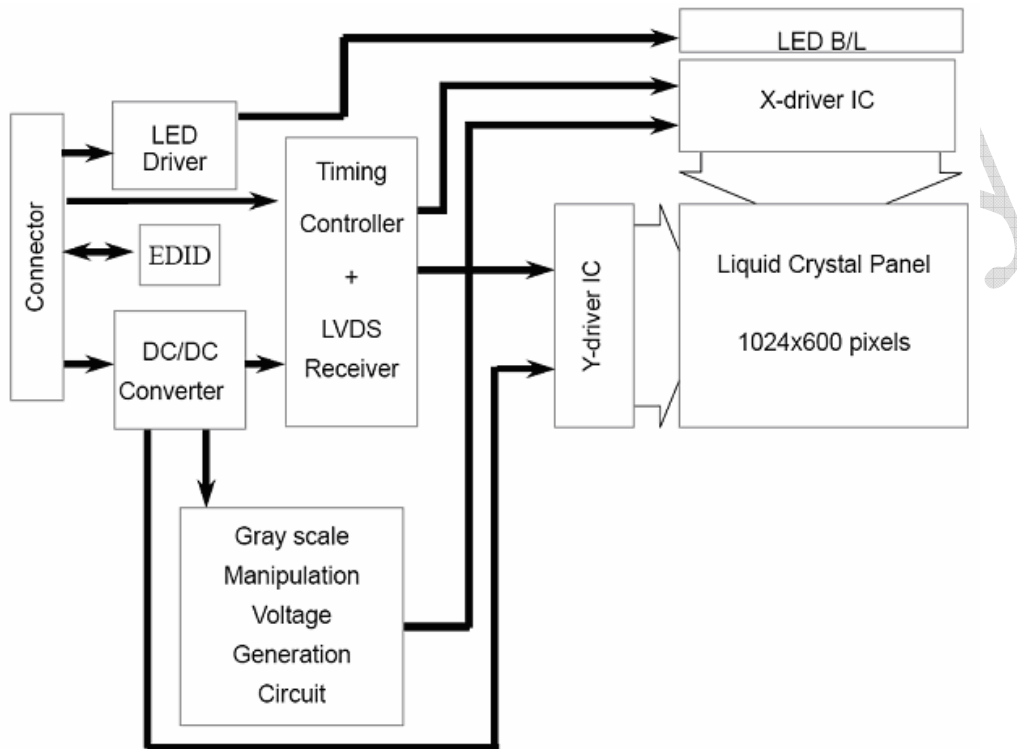 LED B/L
X-driver IC
LED
Driver
Timing
Controller
+
LVDS
Receiver
Connector
EDID
DC/DC
Converter
Y-driver IC
Liquid Crystal Panel
1024x600 pixels
Gray scale
Manipulation
Voltage
Generation
Circuit